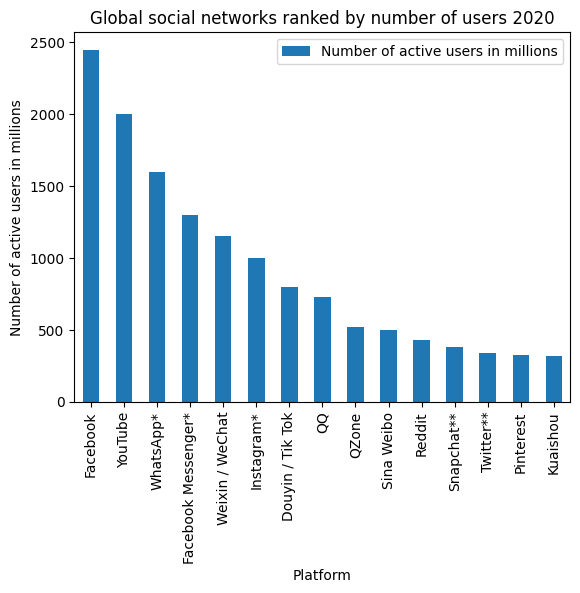 Global social networks ranked by number of users 2020
Number of active users in millions
Number of active users in millions
2500
2000
1500
1000
500
0
Facebook
YouTube
WhatsApp*
Facebook Messenger*
Weixin / WeChat
Instagram*
Douyin / Tik Tok
QQ
QZone
Sina Weibo
Reddit
Snapchat**
Twitter**
Pinterest
Kuaishou
Platform